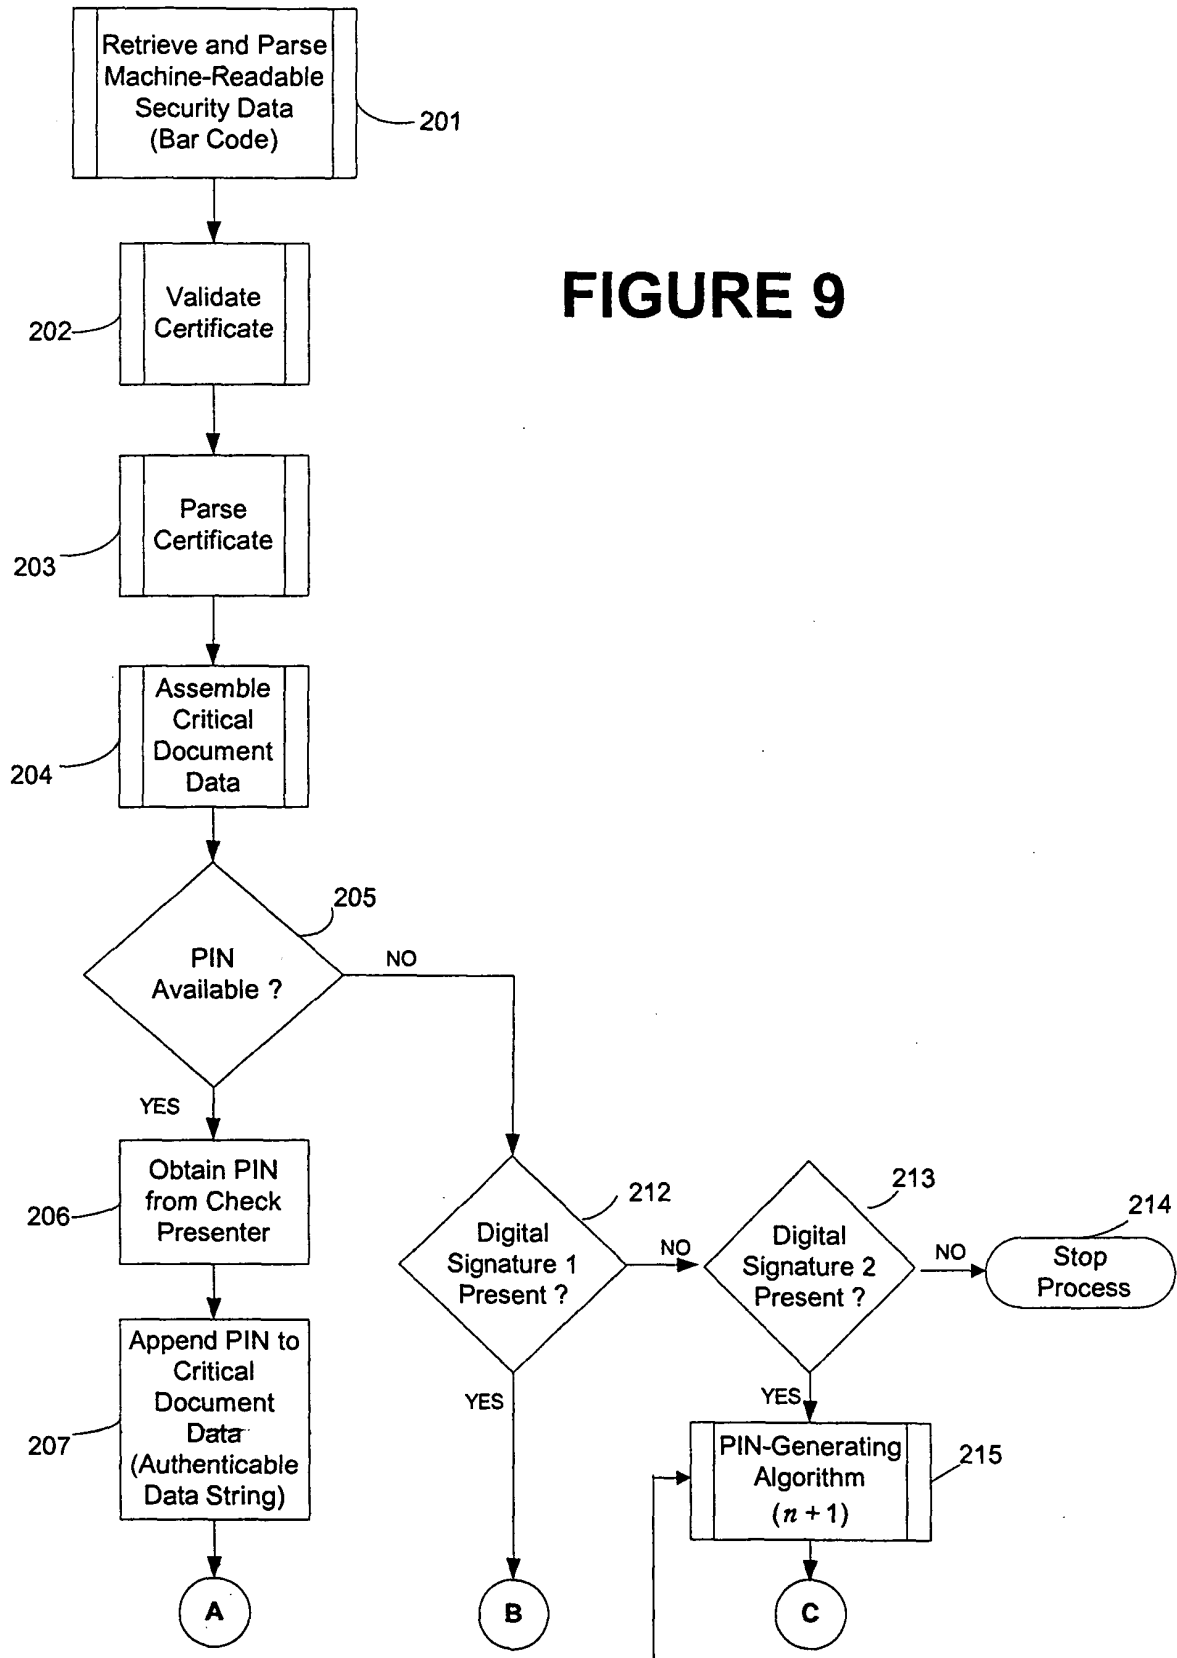 Retrieve and Parse
Machine-Readable
Security Data
(Bar Code)
201
FIGURE 9
Validate
Certificate
202
Parse
Certificate
203
Assemble
Critical
Document
Data
204
205
PIN
Available ?
NO
YES
Obtain PIN
from Check
Presenter
206
Append PIN to
Critical
Document
Data
(Authenticable
Data String)
207
A
212
Digital
Signature 1
Present ?
NO
YES
B
213
Digital
Signature 2
Present ?
NO
214
Stop
Process
YES
PIN-Generating
Algorithm
(n + 1)
215
C